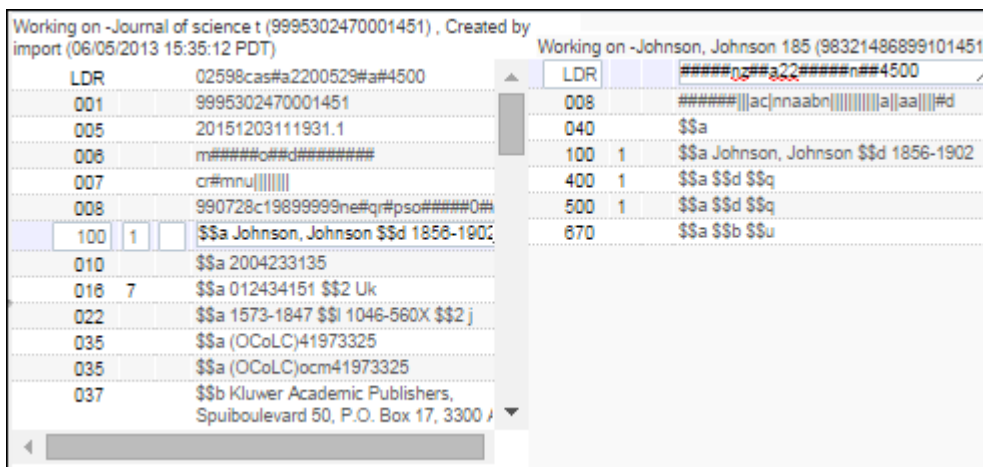 Working on -Journal of science t (9995302470001451) , Created by
import (06/05/2013 15:35:12 PDT)
LDR 02598cas#a2200529#a#4500
001 9995302470001451
005 20151203111931.1
006 m#####o##d########
007 cr#mnu||||||||
008 990728c19899999ne#qr#pso#####0##
100 1 $$a Johnson, Johnson $$d 1856-1902
010 $$a 2004233135
016 7 $$a 012434151 $$2 Uk
022 $$a 1573-1847 $$l 1046-560X $$2 j
035 $$a (OCoLC)41973325
035 $$a (OCoLC)ocm41973325
037 $$b Kluwer Academic Publishers,
Spuiboulevard 50, P.O. Box 17, 3300
Working on -Johnson, Johnson 185 (98321486899101451
LDR #####nz##a22#####n##4500
008 ######|||ac|nnaabn||||||||||||a||aa||||#d
040 $$a
100 1 $$a Johnson, Johnson $$d 1856-1902
400 1 $$a $$d $$q
500 1 $$a $$d $$q
670 $$a $$b $$u